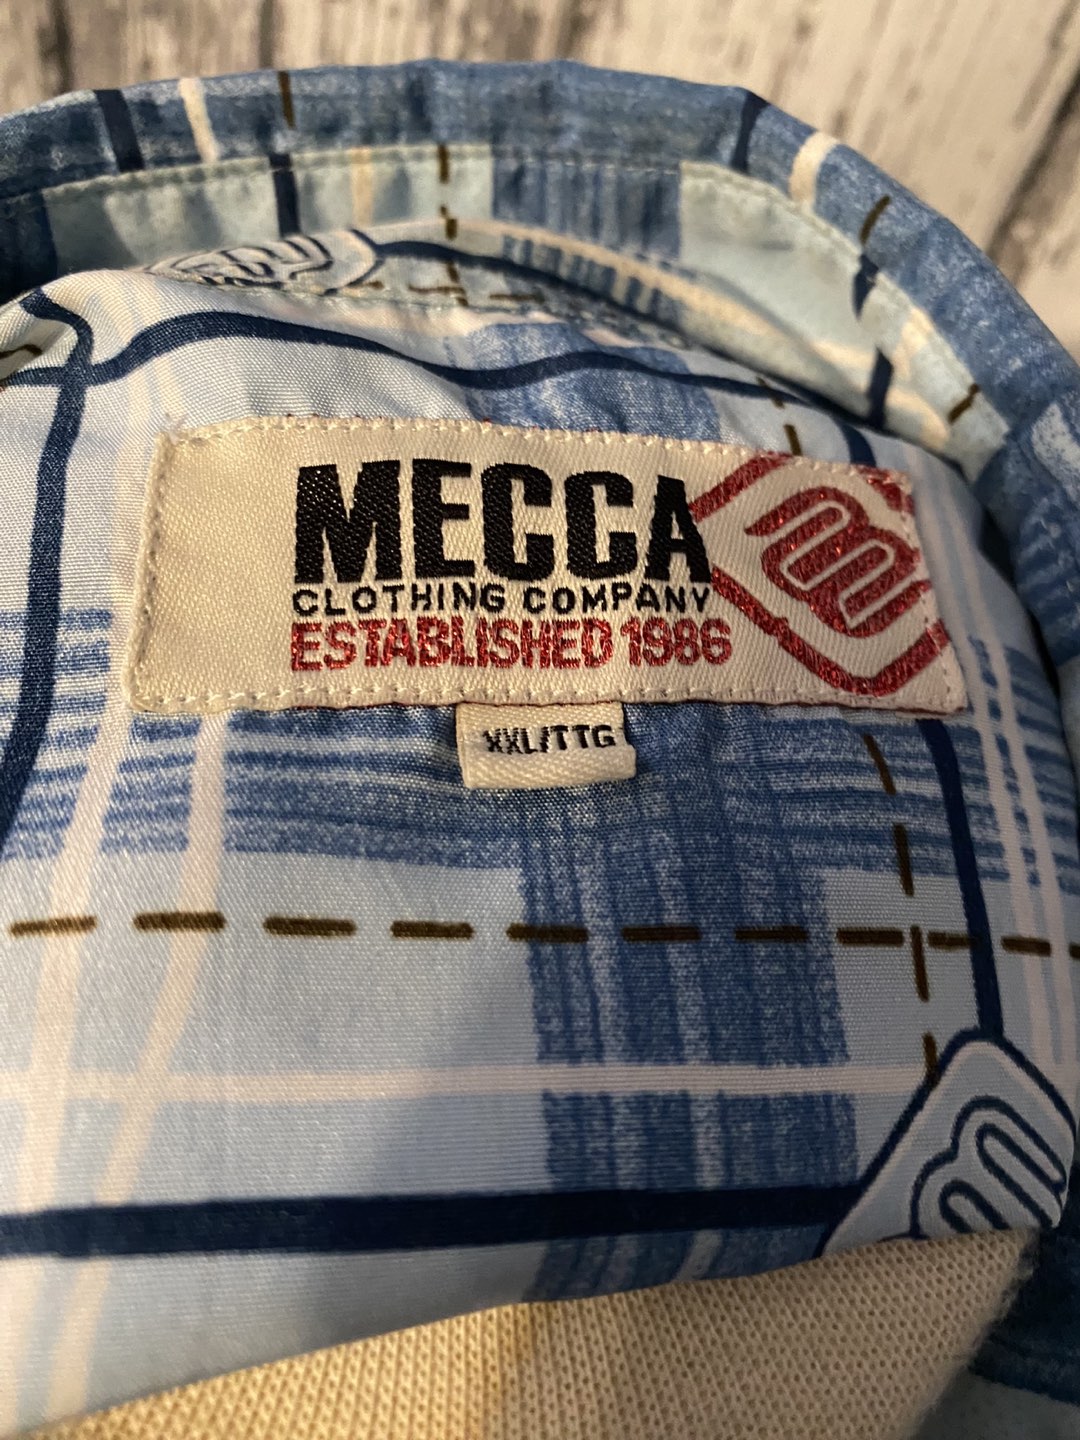 MECCA
CLOTHING COMPANY
ESTABLISHED 1986
XXL/TTG